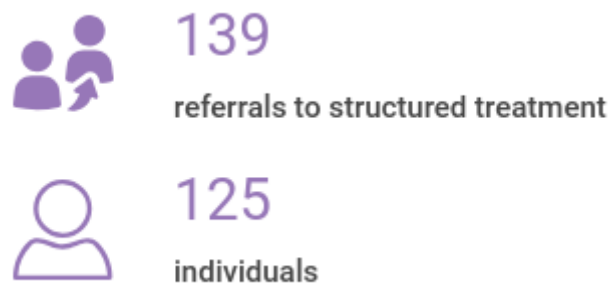 139
referrals to structured treatment
125
individuals